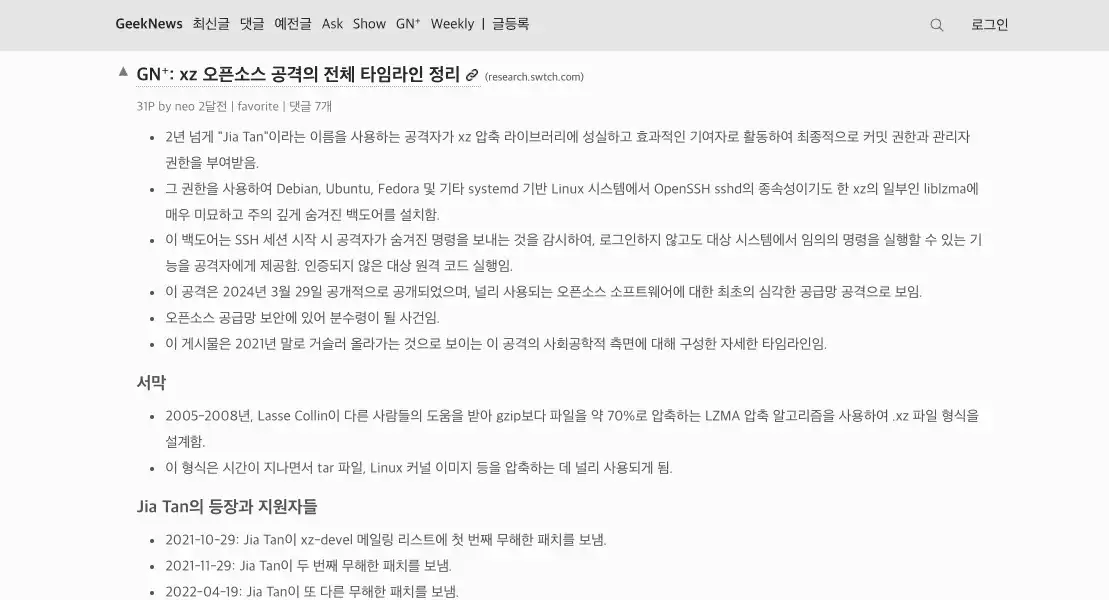 GeekNews 최신글 댓글 예전글 Ask Show GN⁺ Weekly | 글등록 로그인
▲ GN⁺: xz 오픈소스 공격의 전체 타임라인 정리 (research.swtch.com)
31P by neo 2달전 | favorite | 댓글 7개
• 2년 넘게 "Jia Tan"이라는 이름을 사용하는 공격자가 xz 압축 라이브러리에 성실하고 효과적인 기여자로 활동하여 최종적으로 커밋 권한과 관리자
권한을 부여받음.
• 그 권한을 사용하여 Debian, Ubuntu, Fedora 및 기타 systemd 기반 Linux 시스템에서 OpenSSH sshd의 종속성이기도 한 xz의 일부인 liblzma에
매우 미묘하고 주의 깊게 숨겨진 백도어를 설치함.
• 이 백도어는 SSH 세션 시작 시 공격자가 숨겨진 명령을 보내는 것을 감시하여, 로그인하지 않고도 대상 시스템에서 임의의 명령을 실행할 수 있는 기
능을 공격자에게 제공함. 인증되지 않은 대상 원격 코드 실행임.
• 이 공격은 2024년 3월 29일 공개적으로 공개되었으며, 널리 사용되는 오픈소스 소프트웨어에 대한 최초의 심각한 공급망 공격으로 보임.
• 오픈소스 공급망 보안에 있어 분수령이 될 사건임.
• 이 게시물은 2021년 말로 거슬러 올라가는 것으로 보이는 이 공격의 사회공학적 측면에 대해 구성한 자세한 타임라인임.
서막
• 2005-2008년, Lasse Collin이 다른 사람들의 도움을 받아 gzip보다 파일을 약 70%로 압축하는 LZMA 압축 알고리즘을 사용하여 .xz 파일 형식을
설계함.
• 이 형식은 시간이 지나면서 tar 파일, Linux 커널 이미지 등을 압축하는 데 널리 사용되게 됨.
Jia Tan의 등장과 지원자들
• 2021-10-29: Jia Tan이 xz-devel 메일링 리스트에 첫 번째 무해한 패치를 보냄.
• 2021-11-29: Jia Tan이 두 번째 무해한 패치를 보냄.
• 2022-04-19: Jia Tan이 또 다른 무해한 패치를 보냄.